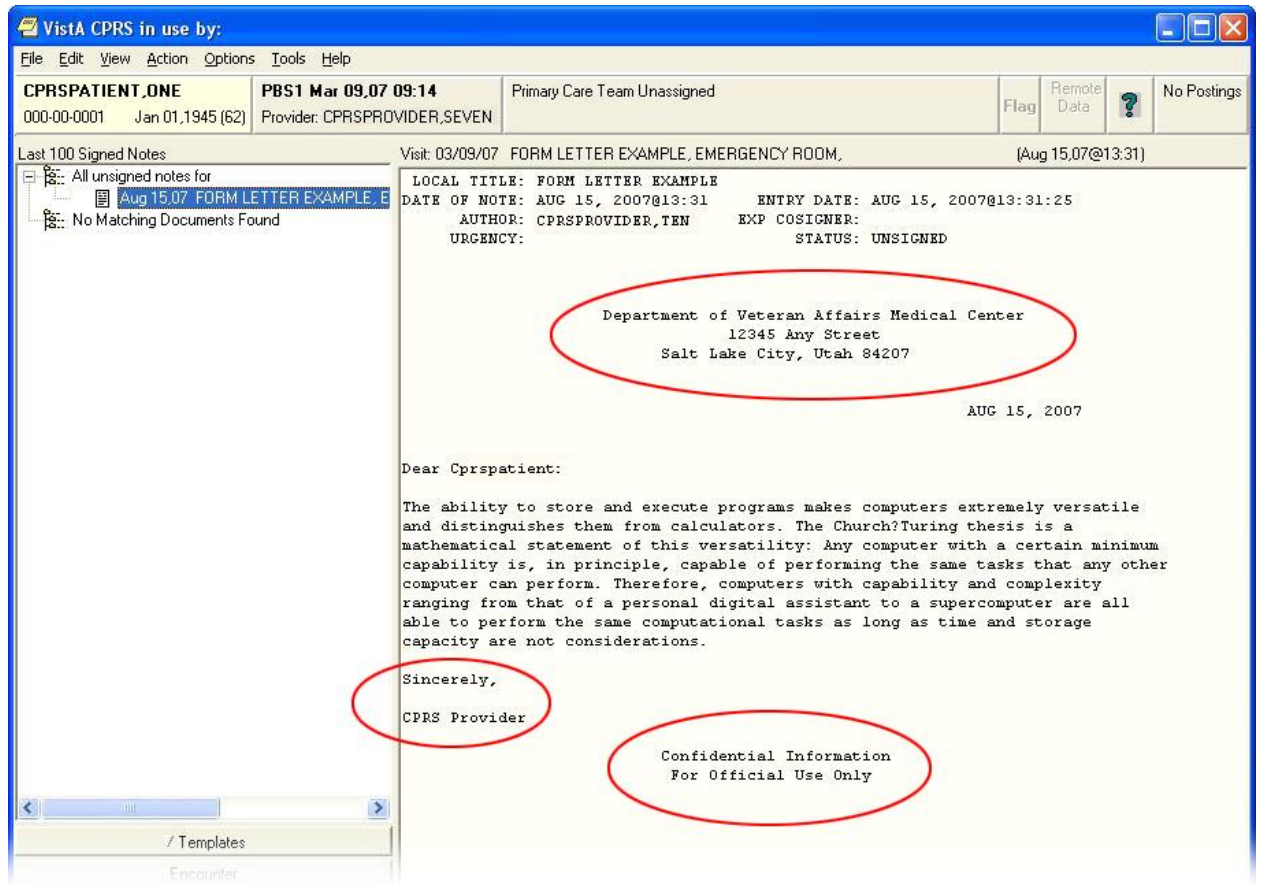 VistA CPRS in use by:
File Edit View Action Options Tools Help
CPRSPATIENT,ONE PBS1 Mar 09,07 09:14 Primary Care Team Unassigned Flag Remote Data ? No Postings
000-00-0001 Jan 01,1945 (62) Provider: CPRSPROVIDER,SEVEN
Last 100 Signed Notes Visit: 03/09/07 FORM LETTER EXAMPLE, EMERGENCY ROOM, (Aug 15,07@13:31)
All unsigned notes for
Aug 15,07 FORM LETTER EXAMPLE, E
No Matching Documents Found
LOCAL TITLE: FORM LETTER EXAMPLE
DATE OF NOTE: AUG 15, 2007@13:31 ENTRY DATE: AUG 15, 2007@13:31:25
AUTHOR: CPRSPROVIDER,TEN EXP COSIGNER:
URGENCY: STATUS: UNSIGNED
Department of Veteran Affairs Medical Center
12345 Any Street
Salt Lake City, Utah 84207
AUG 15, 2007
Dear Cprspatient:
The ability to store and execute programs makes computers extremely versatile
and distinguishes them from calculators. The Church?Turing thesis is a
mathematical statement of this versatility: Any computer with a certain minimum
capability is, in principle, capable of performing the same tasks that any other
computer can perform. Therefore, computers with capability and complexity
ranging from that of a personal digital assistant to a supercomputer are all
able to perform the same computational tasks as long as time and storage
capacity are not considerations.
Sincerely,
CPRS Provider
Confidential Information
For Official Use Only
/ Templates
Encounter